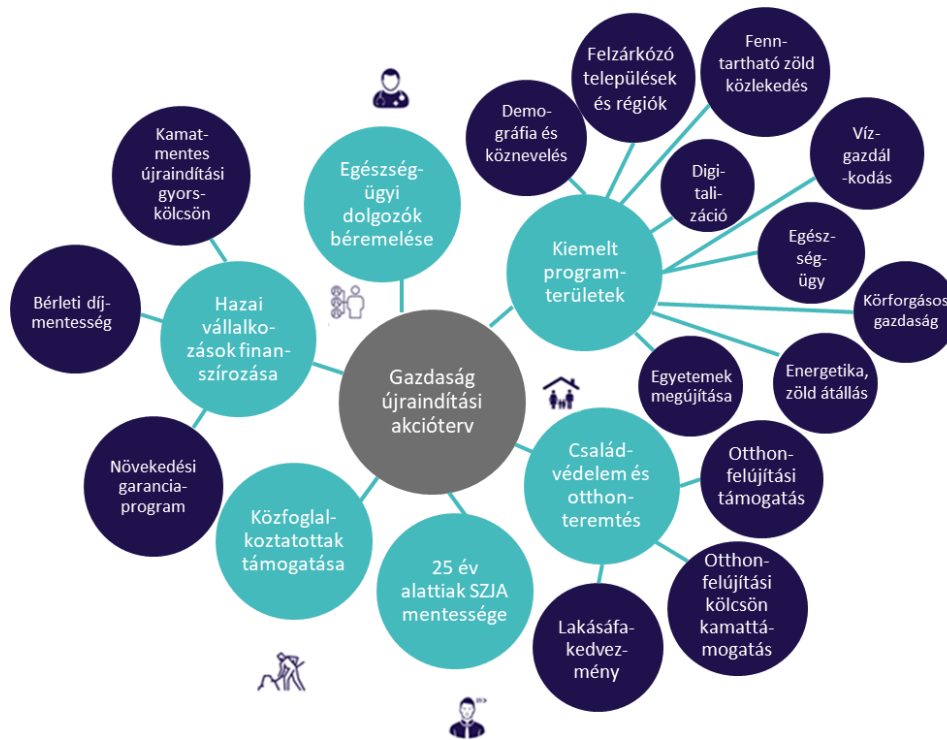 Felzárkózó
települések
és régiók
Fenn-
tartható zöld
közlekedés
Demo-
gráfia és
köznevelés
Víz-
gazdál
-kodás
Kamat-
mentes
újraindítási
gyors-
kölcsön
Egészség-
ügyi
dolgozók
béremelése
Digi-
tali-
záció
Kiemelt
program-
területek
Egész-
ség-
ügy
Bérleti díj-
mentesség
Hazai
vállalko-
zások finan-
szírozása
Körforgásos
gazdaság
Gazdaság
újraindítási
akcióterv
Egyetemek
megújítása
Energetika,
zöld átállás
Család-
védelem és
otthon-
teremtés
Otthon-
felújítási
támogatás
Növekedési
garancia-
program
Közfoglal-
koztatottak
támogatása
25 év
alattiak SZJA
mentessége
Otthon-
felújítási
kölcsön
kamattá-
mogatás
Lakásáfa-
kedvez-
mény